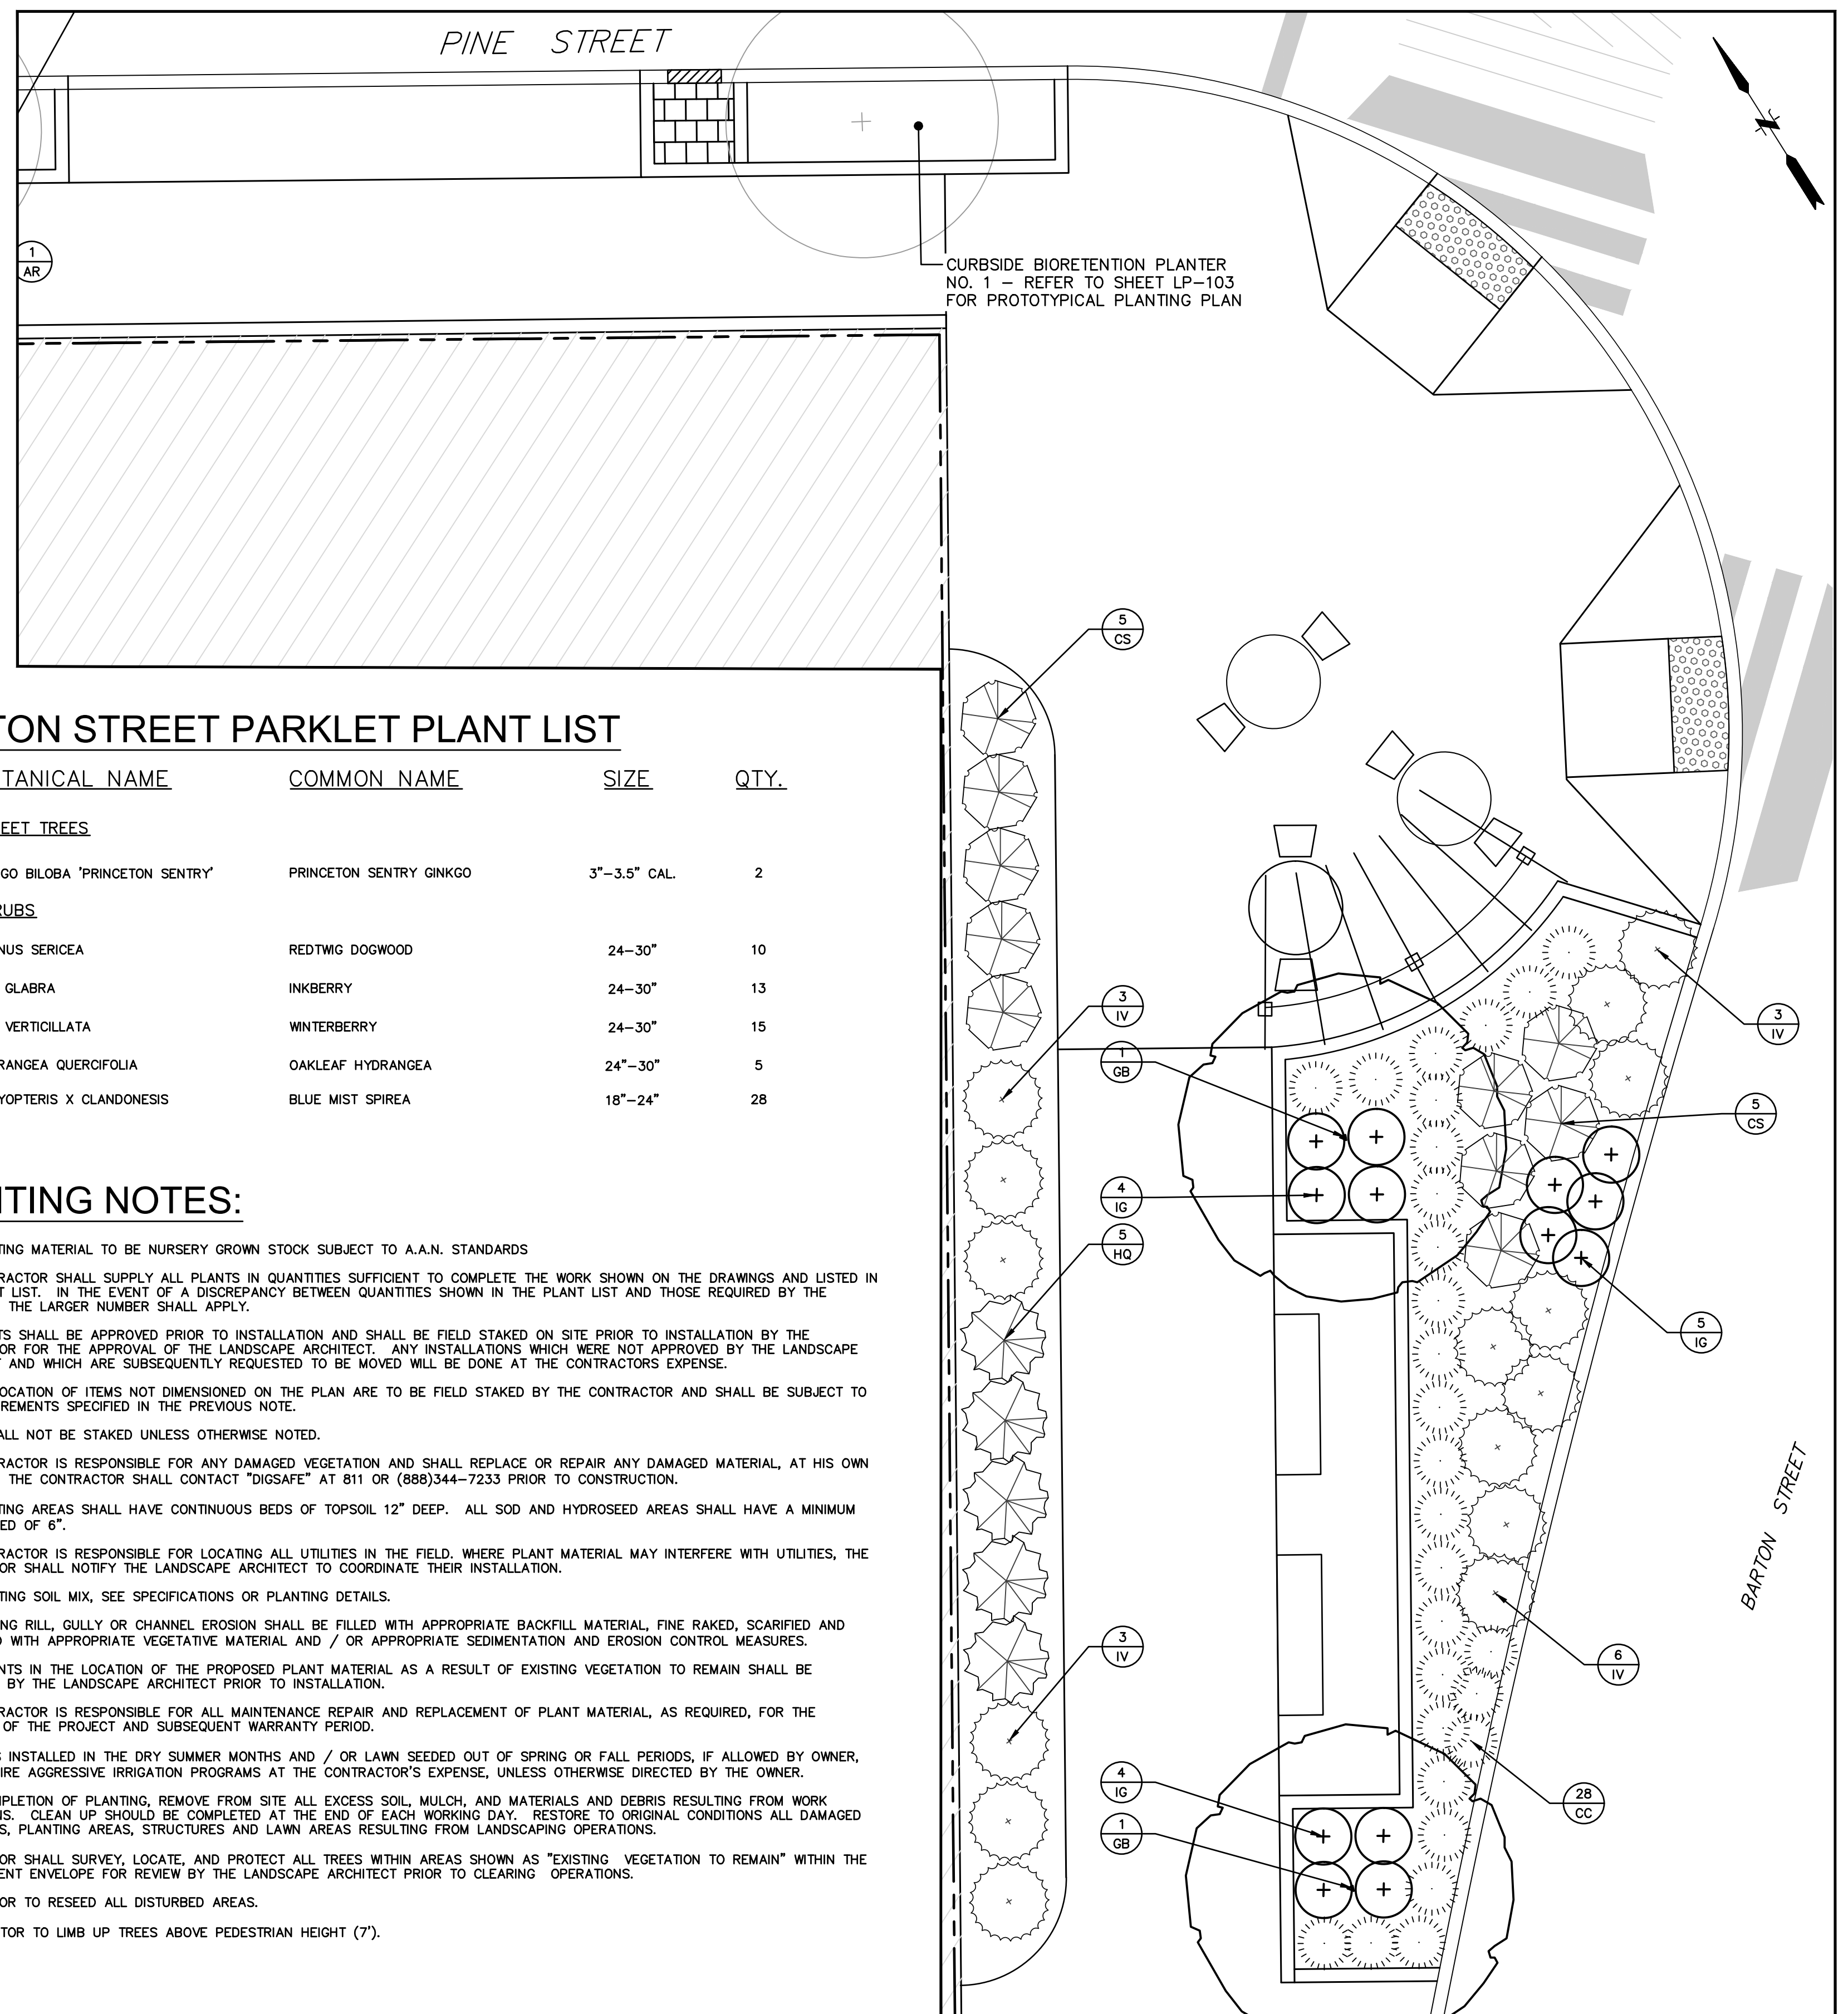 PINE STREET
1
AR
CURBSIDE BIORETENTION PLANTER
NO. 1 – REFER TO SHEET LP–103
FOR PROTOTYPICAL PLANTING PLAN
5
CS
TON STREET PARKLET PLANT LIST
TANICAL NAME COMMON NAME SIZE QTY.
EET TREES
GO BILOBA 'PRINCETON SENTRY' PRINCETON SENTRY GINKGO 3"–3.5" CAL. 2
RUBS
NUS SERICEA REDTWIG DOGWOOD 24–30" 10
GLABRA INKBERRY 24–30" 13
VERTICILLATA WINTERBERRY 24–30" 15
RANGEA QUERCIFOLIA OAKLEAF HYDRANGEA 24"–30" 5
YOPTERIS X CLANDONESIS BLUE MIST SPIREA 18"–24" 28
TING NOTES:
TING MATERIAL TO BE NURSERY GROWN STOCK SUBJECT TO A.A.N. STANDARDS
RACTOR SHALL SUPPLY ALL PLANTS IN QUANTITIES SUFFICIENT TO COMPLETE THE WORK SHOWN ON THE DRAWINGS AND LISTED IN
T LIST. IN THE EVENT OF A DISCREPANCY BETWEEN QUANTITIES SHOWN IN THE PLANT LIST AND THOSE REQUIRED BY THE
THE LARGER NUMBER SHALL APPLY.
TS SHALL BE APPROVED PRIOR TO INSTALLATION AND SHALL BE FIELD STAKED ON SITE PRIOR TO INSTALLATION BY THE
OR FOR THE APPROVAL OF THE LANDSCAPE ARCHITECT. ANY INSTALLATIONS WHICH WERE NOT APPROVED BY THE LANDSCAPE
T AND WHICH ARE SUBSEQUENTLY REQUESTED TO BE MOVED WILL BE DONE AT THE CONTRACTORS EXPENSE.
OCATION OF ITEMS NOT DIMENSIONED ON THE PLAN ARE TO BE FIELD STAKED BY THE CONTRACTOR AND SHALL BE SUBJECT TO
REMENTS SPECIFIED IN THE PREVIOUS NOTE.
ALL NOT BE STAKED UNLESS OTHERWISE NOTED.
RACTOR IS RESPONSIBLE FOR ANY DAMAGED VEGETATION AND SHALL REPLACE OR REPAIR ANY DAMAGED MATERIAL, AT HIS OWN
THE CONTRACTOR SHALL CONTACT "DIGSAFE" AT 811 OR (888)344–7233 PRIOR TO CONSTRUCTION.
TING AREAS SHALL HAVE CONTINUOUS BEDS OF TOPSOIL 12" DEEP. ALL SOD AND HYDROSEED AREAS SHALL HAVE A MINIMUM
ED OF 6".
RACTOR IS RESPONSIBLE FOR LOCATING ALL UTILITIES IN THE FIELD. WHERE PLANT MATERIAL MAY INTERFERE WITH UTILITIES, THE
OR SHALL NOTIFY THE LANDSCAPE ARCHITECT TO COORDINATE THEIR INSTALLATION.
TING SOIL MIX, SEE SPECIFICATIONS OR PLANTING DETAILS.
NG RILL, GULLY OR CHANNEL EROSION SHALL BE FILLED WITH APPROPRIATE BACKFILL MATERIAL, FINE RAKED, SCARIFIED AND
D WITH APPROPRIATE VEGETATIVE MATERIAL AND / OR APPROPRIATE SEDIMENTATION AND EROSION CONTROL MEASURES.
NTS IN THE LOCATION OF THE PROPOSED PLANT MATERIAL AS A RESULT OF EXISTING VEGETATION TO REMAIN SHALL BE
BY THE LANDSCAPE ARCHITECT PRIOR TO INSTALLATION.
RACTOR IS RESPONSIBLE FOR ALL MAINTENANCE REPAIR AND REPLACEMENT OF PLANT MATERIAL, AS REQUIRED, FOR THE
OF THE PROJECT AND SUBSEQUENT WARRANTY PERIOD.
S INSTALLED IN THE DRY SUMMER MONTHS AND / OR LAWN SEEDED OUT OF SPRING OR FALL PERIODS, IF ALLOWED BY OWNER,
IRE AGGRESSIVE IRRIGATION PROGRAMS AT THE CONTRACTOR'S EXPENSE, UNLESS OTHERWISE DIRECTED BY THE OWNER.
MPLETION OF PLANTING, REMOVE FROM SITE ALL EXCESS SOIL, MULCH, AND MATERIALS AND DEBRIS RESULTING FROM WORK
NS. CLEAN UP SHOULD BE COMPLETED AT THE END OF EACH WORKING DAY. RESTORE TO ORIGINAL CONDITIONS ALL DAMAGED
S, PLANTING AREAS, STRUCTURES AND LAWN AREAS RESULTING FROM LANDSCAPING OPERATIONS.
OR SHALL SURVEY, LOCATE, AND PROTECT ALL TREES WITHIN AREAS SHOWN AS "EXISTING VEGETATION TO REMAIN" WITHIN THE
ENT ENVELOPE FOR REVIEW BY THE LANDSCAPE ARCHITECT PRIOR TO CLEARING OPERATIONS.
OR TO RESEED ALL DISTURBED AREAS.
TOR TO LIMB UP TREES ABOVE PEDESTRIAN HEIGHT (7').
3
IV
1
GB
4
IG
5
HQ
3
IV
4
IG
1
GB
3
IV
5
CS
5
IG
6
IV
28
CC
BARTON STREET